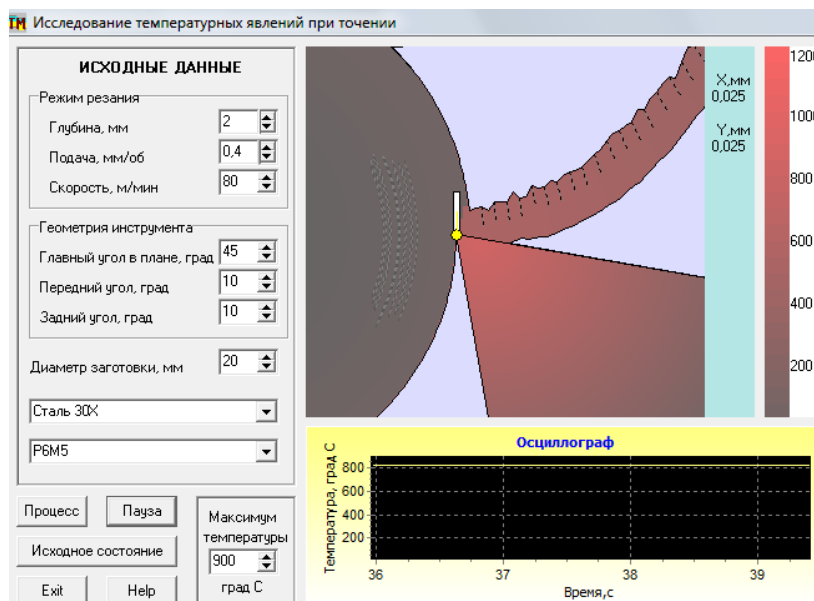 Исследование температурных явлений при точении
ИСХОДНЫЕ ДАННЫЕ
Режим резания
Глубина, мм 2
Подача, мм/об 0,4
Скорость, м/мин 80
Геометрия инструмента
Главный угол в плане, град 45
Передний угол, град 10
Задний угол, град 10
Диаметр заготовки, мм 20
Сталь 30Х
Р6М5
Процесс Пауза
Исходное состояние
Exit Help
Максимум
температуры
900
град С
X,мм
0,025
Y,мм
0,025
1200
1000
800
600
400
200
Осциллограф
Температура, град С
800
600
400
200
36 37 38 39
Время,с